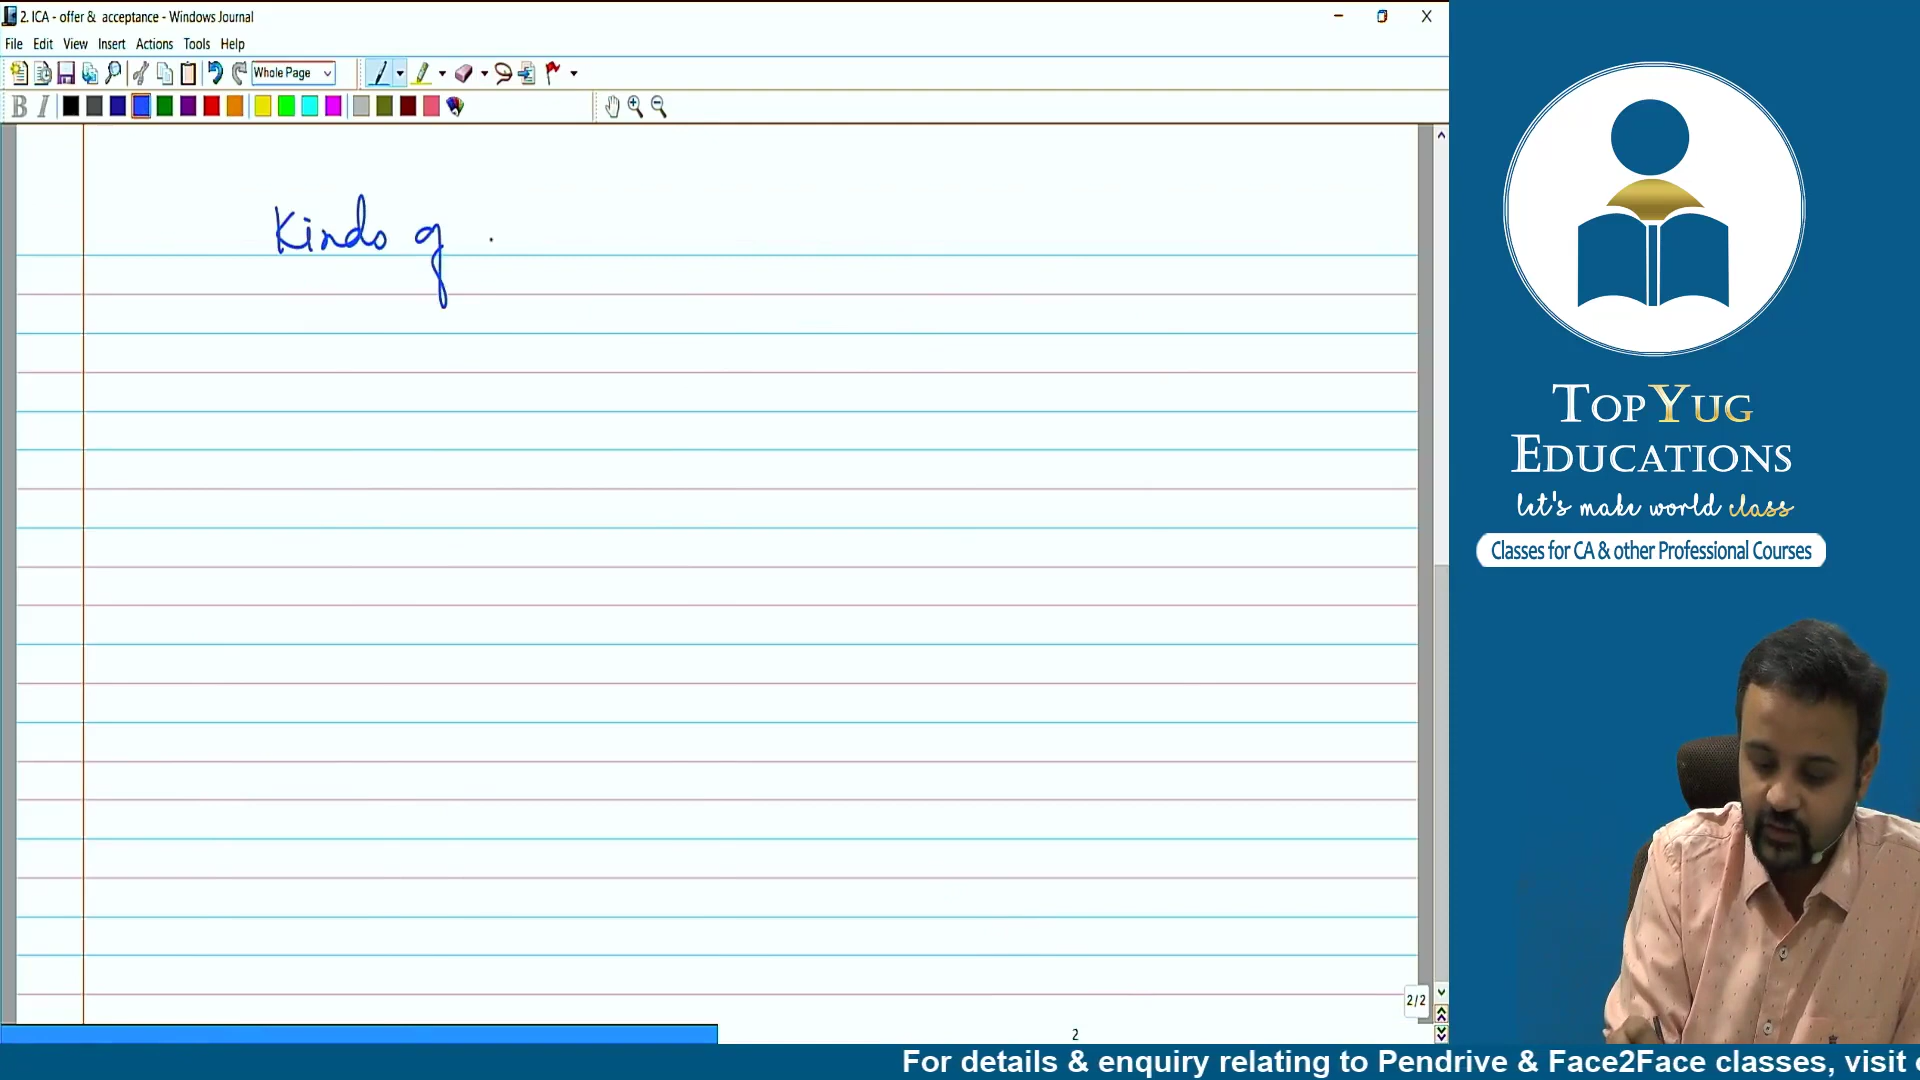 2. ICA - offer & acceptance - Windows Journal
File Edit View Insert Actions Tools Help
Whole Page
B I
Kinds of
2/2
2
TOPYUG
EDUCATIONS
let's make world class
Classes for CA & other Professional Courses
For details & enquiry relating to Pendrive & Face2Face classes, visit